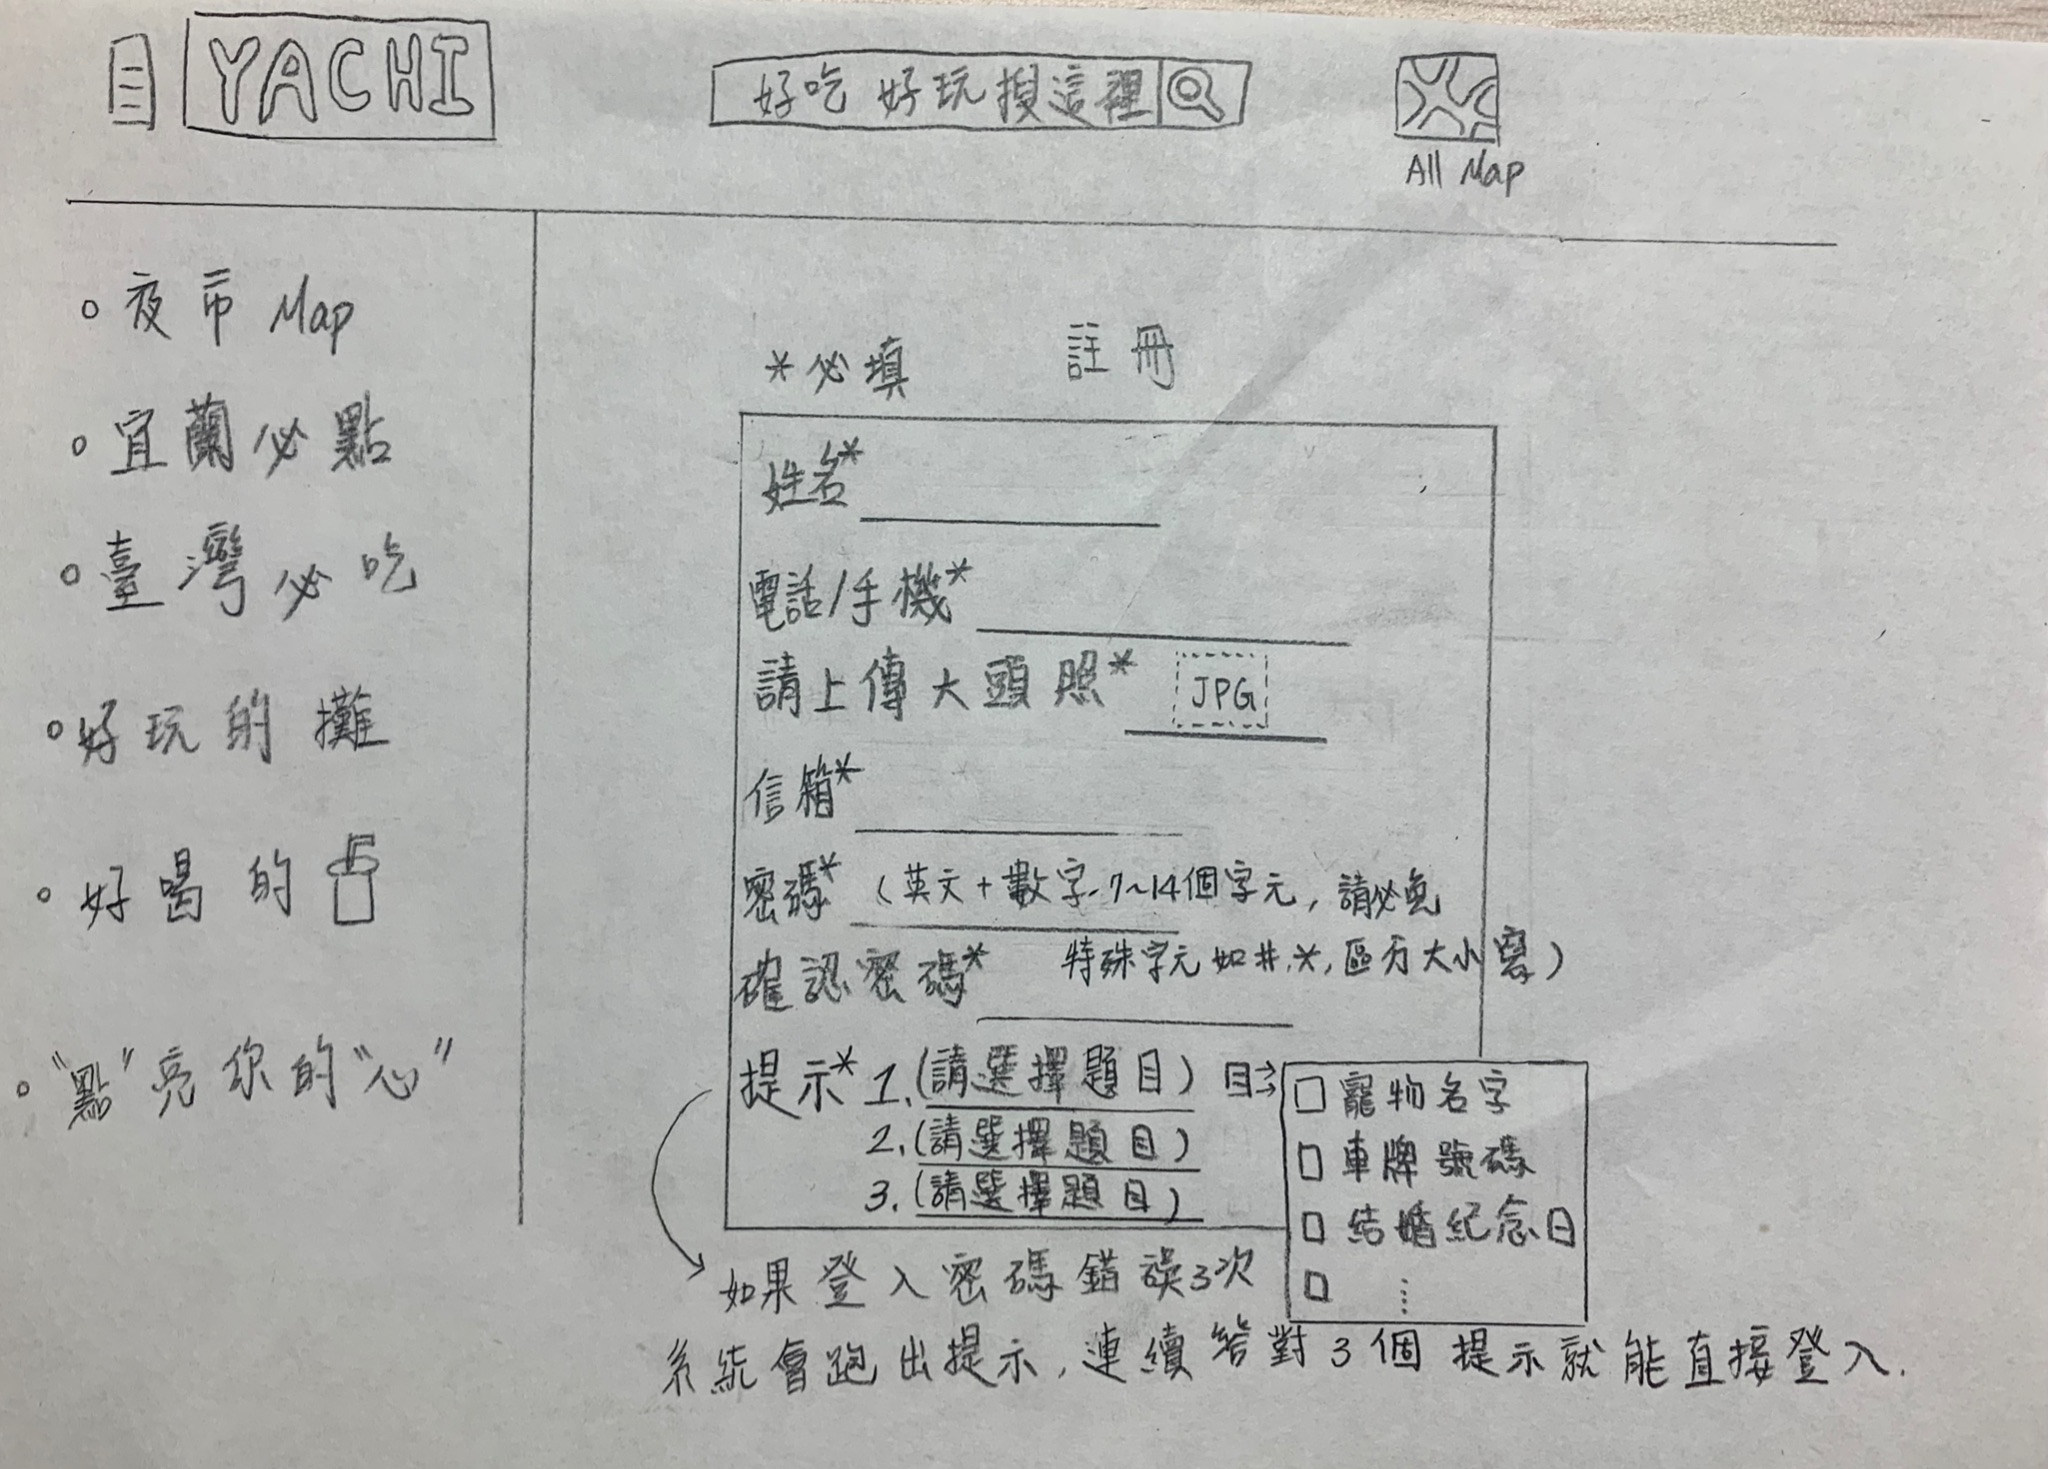 YACHI
好吃 好玩搜這裡
All Map
夜市 Map
宜蘭必點
臺灣必吃
好玩的攤
好喝的
"點"亮你的"心"
*必填
註冊
姓名*
電話/手機*
請上傳大頭照* JPG
信箱*
密碼* (英文+數字.7~14個字元,請必免
特殊字元如#.*,區分大小寫)
確認密碼*
提示* 1.(請選擇題目)
2.(請選擇題目)
3.(請選擇題目)
寵物名字
車牌號碼
結婚紀念日
⋮
如果登入密碼錯誤3次
系統會跑出提示,連續答對3個提示就能直接登入.